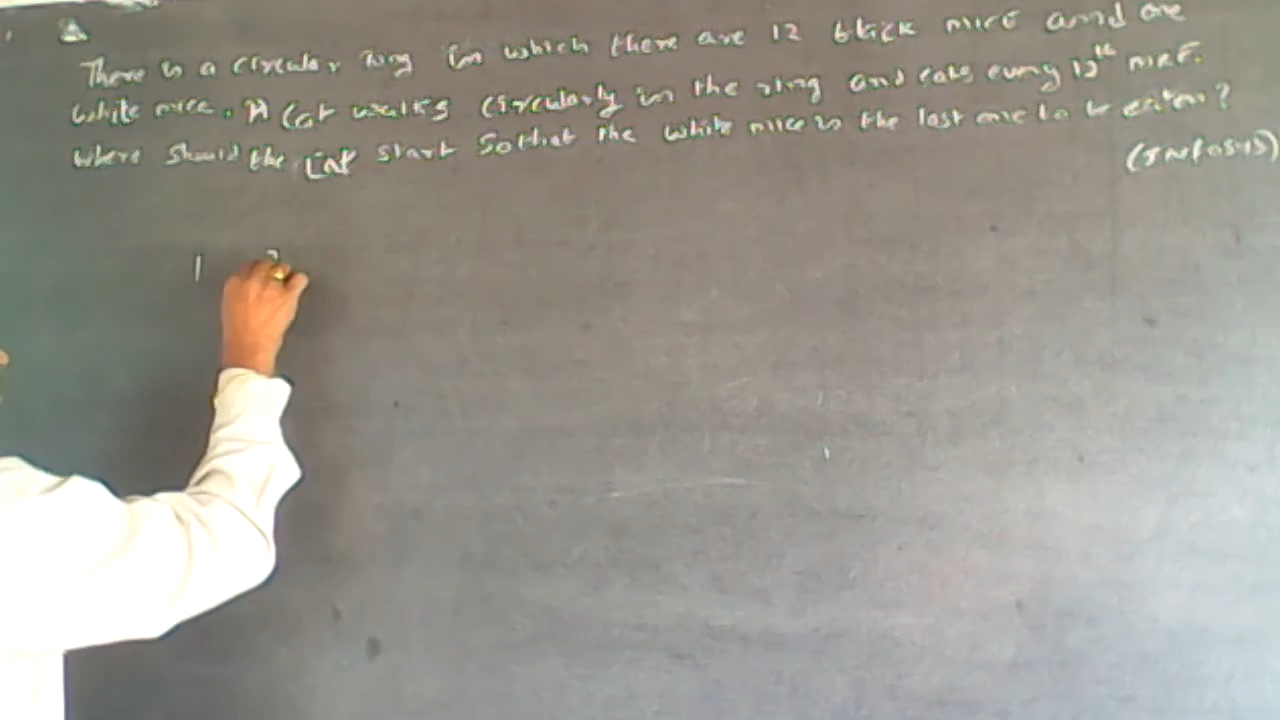 There is a circular ring in which there are 12 black mice and one
white mice. A Cat walks circularly in the ring and eats every 13th mice.
where should the Cat start So that the white mice is the last one to be eaten?
(Infosys)
1 2